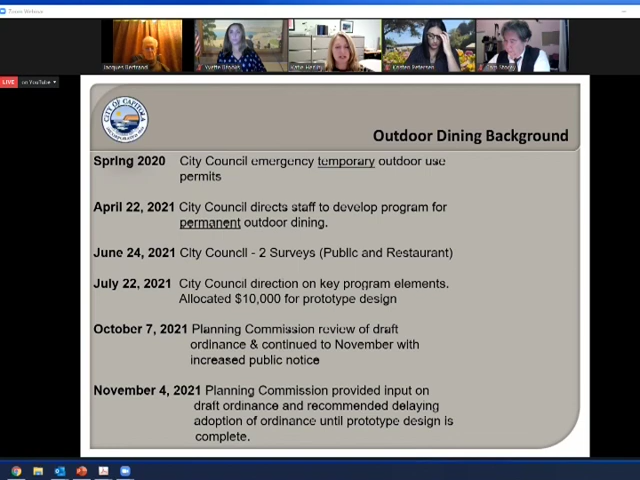 Zoom Webinar
Jacques Bertrand
Yvette Brooks
Katie Herlihy
Kristen Petersen
Sam Storey
LIVE on YouTube
CITY OF CAPITOLA
Outdoor Dining Background
Spring 2020 City Council emergency temporary outdoor use
permits
April 22, 2021 City Council directs staff to develop program for
permanent outdoor dining.
June 24, 2021 City Council - 2 Surveys (Public and Restaurant)
July 22, 2021 City Council direction on key program elements.
Allocated $10,000 for prototype design
October 7, 2021 Planning Commission review of draft
ordinance & continued to November with
increased public notice
November 4, 2021 Planning Commission provided input on
draft ordinance and recommended delaying
adoption of ordinance until prototype design is
complete.